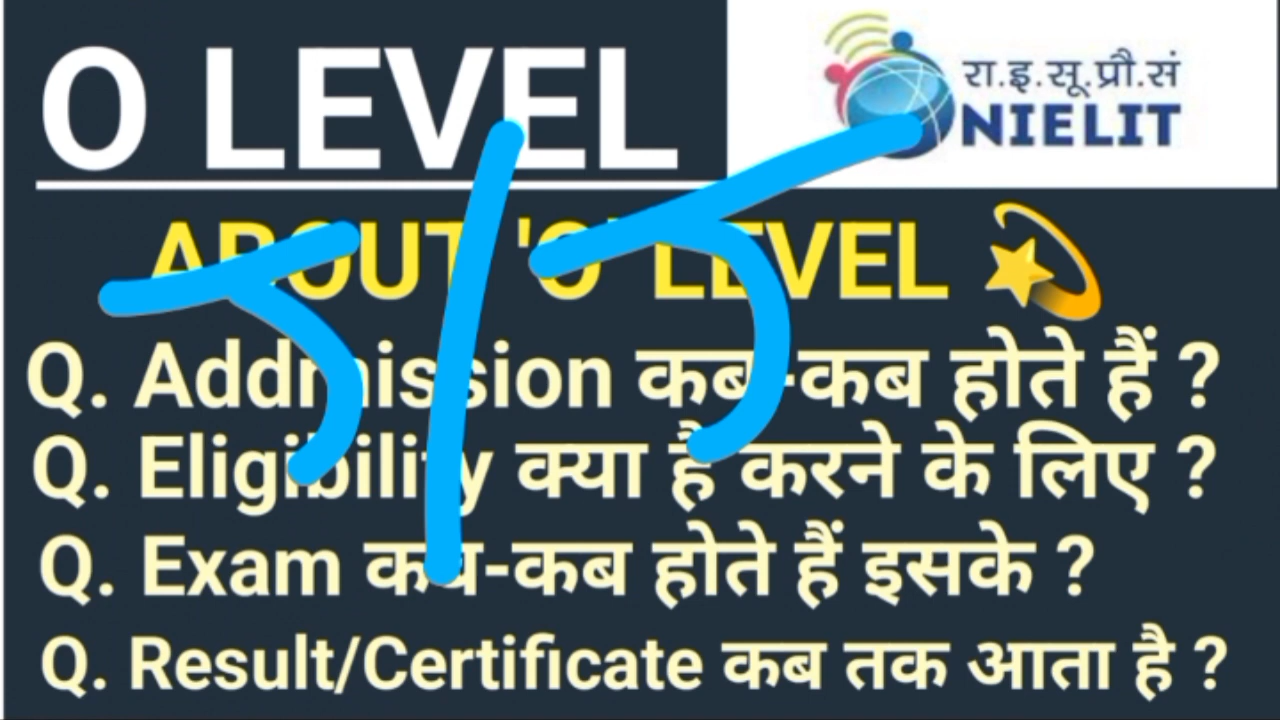 O LEVEL
रा.इ.सू.प्रौ.सं
NIELIT
ABOUT 'O' LEVEL
Q. Addmission कब-कब होते हैं ?
Q. Eligibility क्या है करने के लिए ?
Q. Exam कब-कब होते हैं इसके ?
Q. Result/Certificate कब तक आता है ?